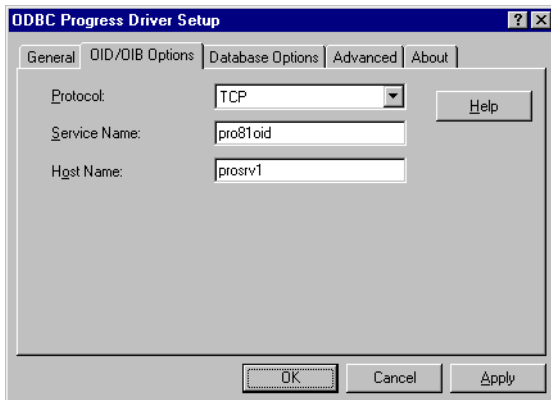 ODBC Progress Driver Setup ? X
General OID/OIB Options Database Options Advanced About
Protocol: TCP Help
Service Name: pro81oid
Host Name: prosrv1
OK Cancel Apply